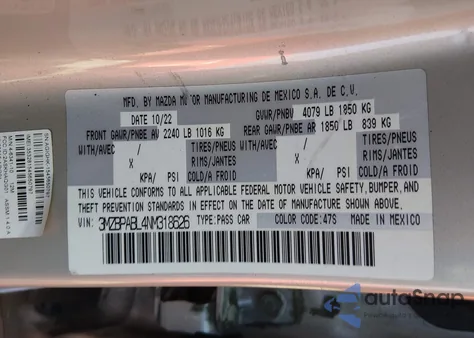 MFD. BY MAZDA MOTOR MANUFACTURING DE MEXICO S.A. DE C.V.
DATE 10/22 GVWR/PNBV 4079 LB 1850 KG
FRONT GAWR/PNBE AV 2240 LB 1016 KG REAR GAWR/PNBE AR 1850 LB 839 KG
WITH/AVEC / TIRES/PNEUS WITH/AVEC / TIRES/PNEUS
X RIMS/JANTES X RIMS/JANTES
KPA/ PSI COLD/A FROID KPA/ PSI COLD/A FROID
THIS VEHICLE CONFORMS TO ALL APPLICABLE FEDERAL MOTOR VEHICLE SAFETY, BUMPER, AND
THEFT PREVENTION STANDARDS IN EFFECT ON THE DATE OF MANUFACTURE SHOWN ABOVE.
VIN: 3MZBPABL4NM318626 TYPE: PASS CAR COLOR CODE: 47S MADE IN MEXICO
autoSnap